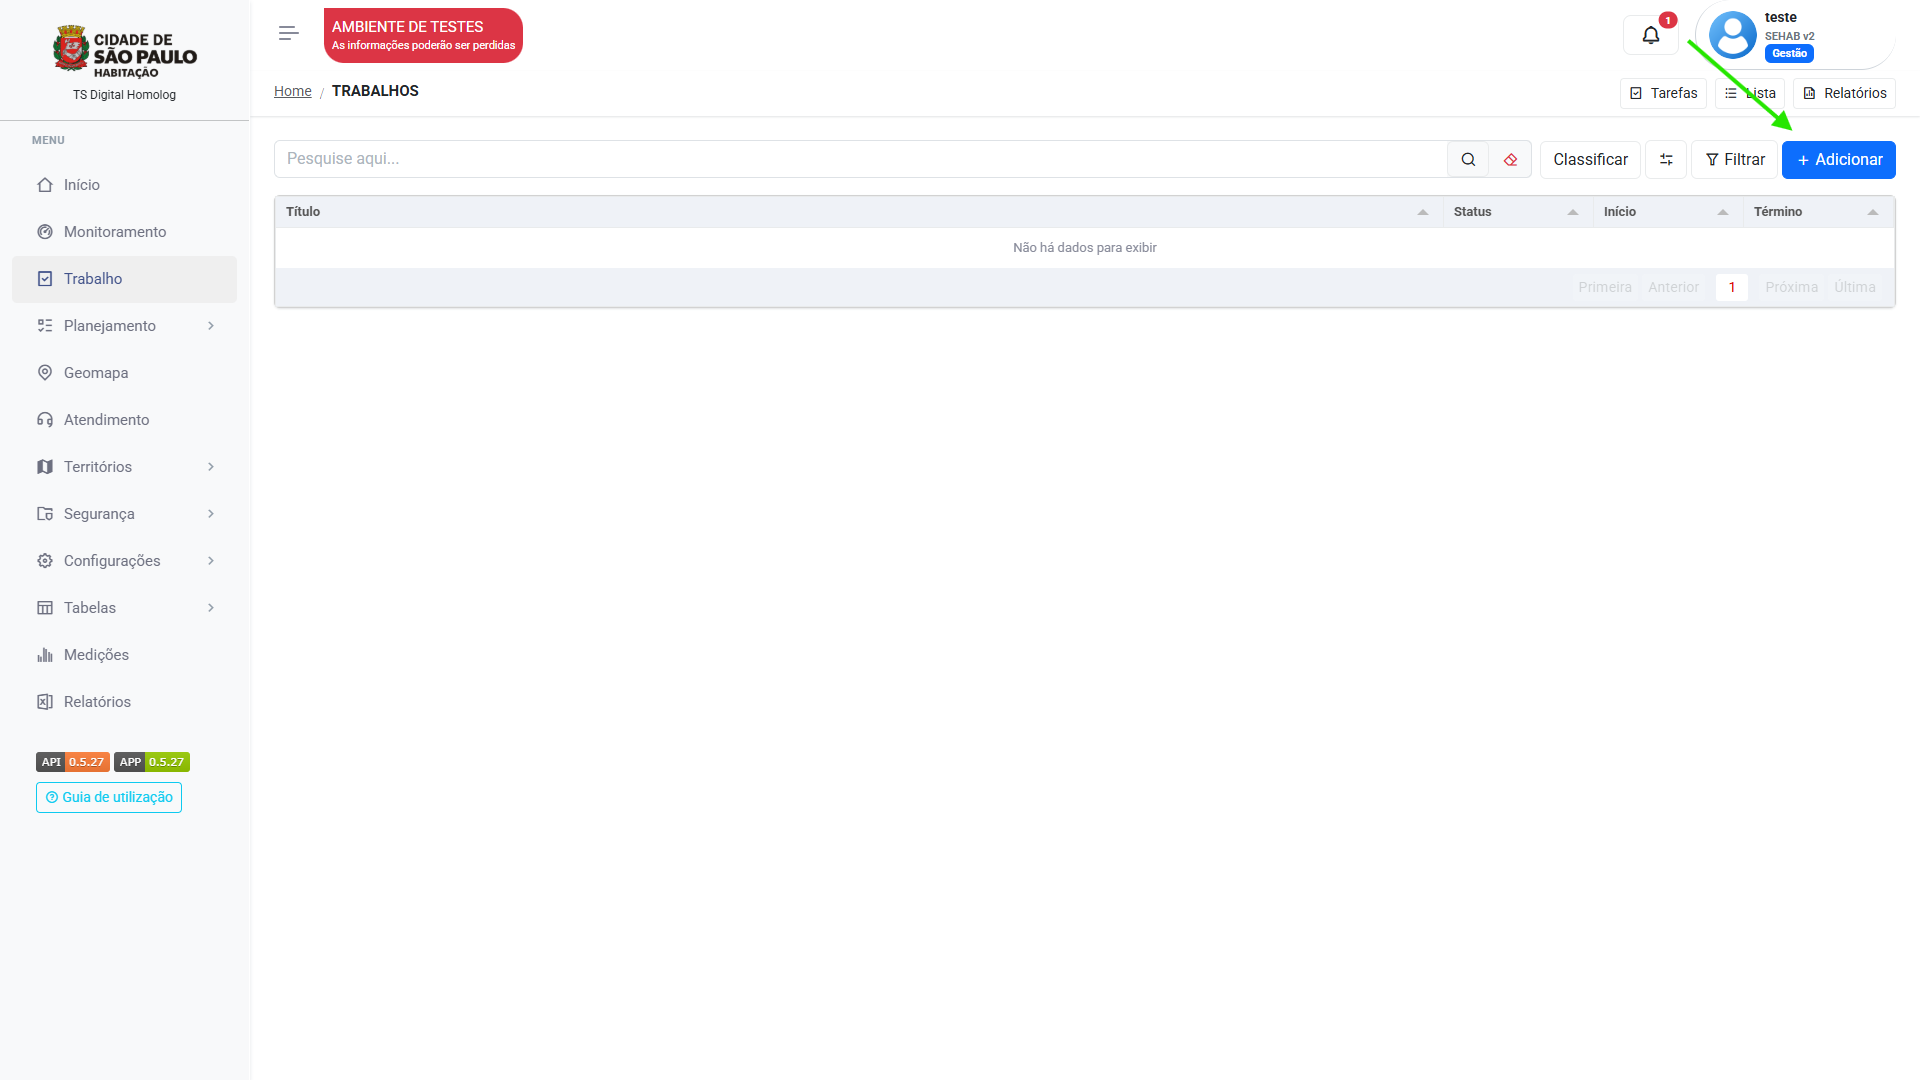 CIDADE DE
SÃO PAULO
HABITAÇÃO
TS Digital Homolog
MENU
Início
Monitoramento
Trabalho
Planejamento
Geomapa
Atendimento
Territórios
Segurança
Configurações
Tabelas
Medições
Relatórios
API 0.5.27 APP 0.5.27
Guia de utilização
AMBIENTE DE TESTES
As informações poderão ser perdidas
1
teste
SEHAB v2
Gestão
Home / TRABALHOS
Tarefas Lista Relatórios
Pesquise aqui... Classificar Filtrar + Adicionar
Título Status Início Término
Não há dados para exibir
Primeira Anterior 1 Próxima Última